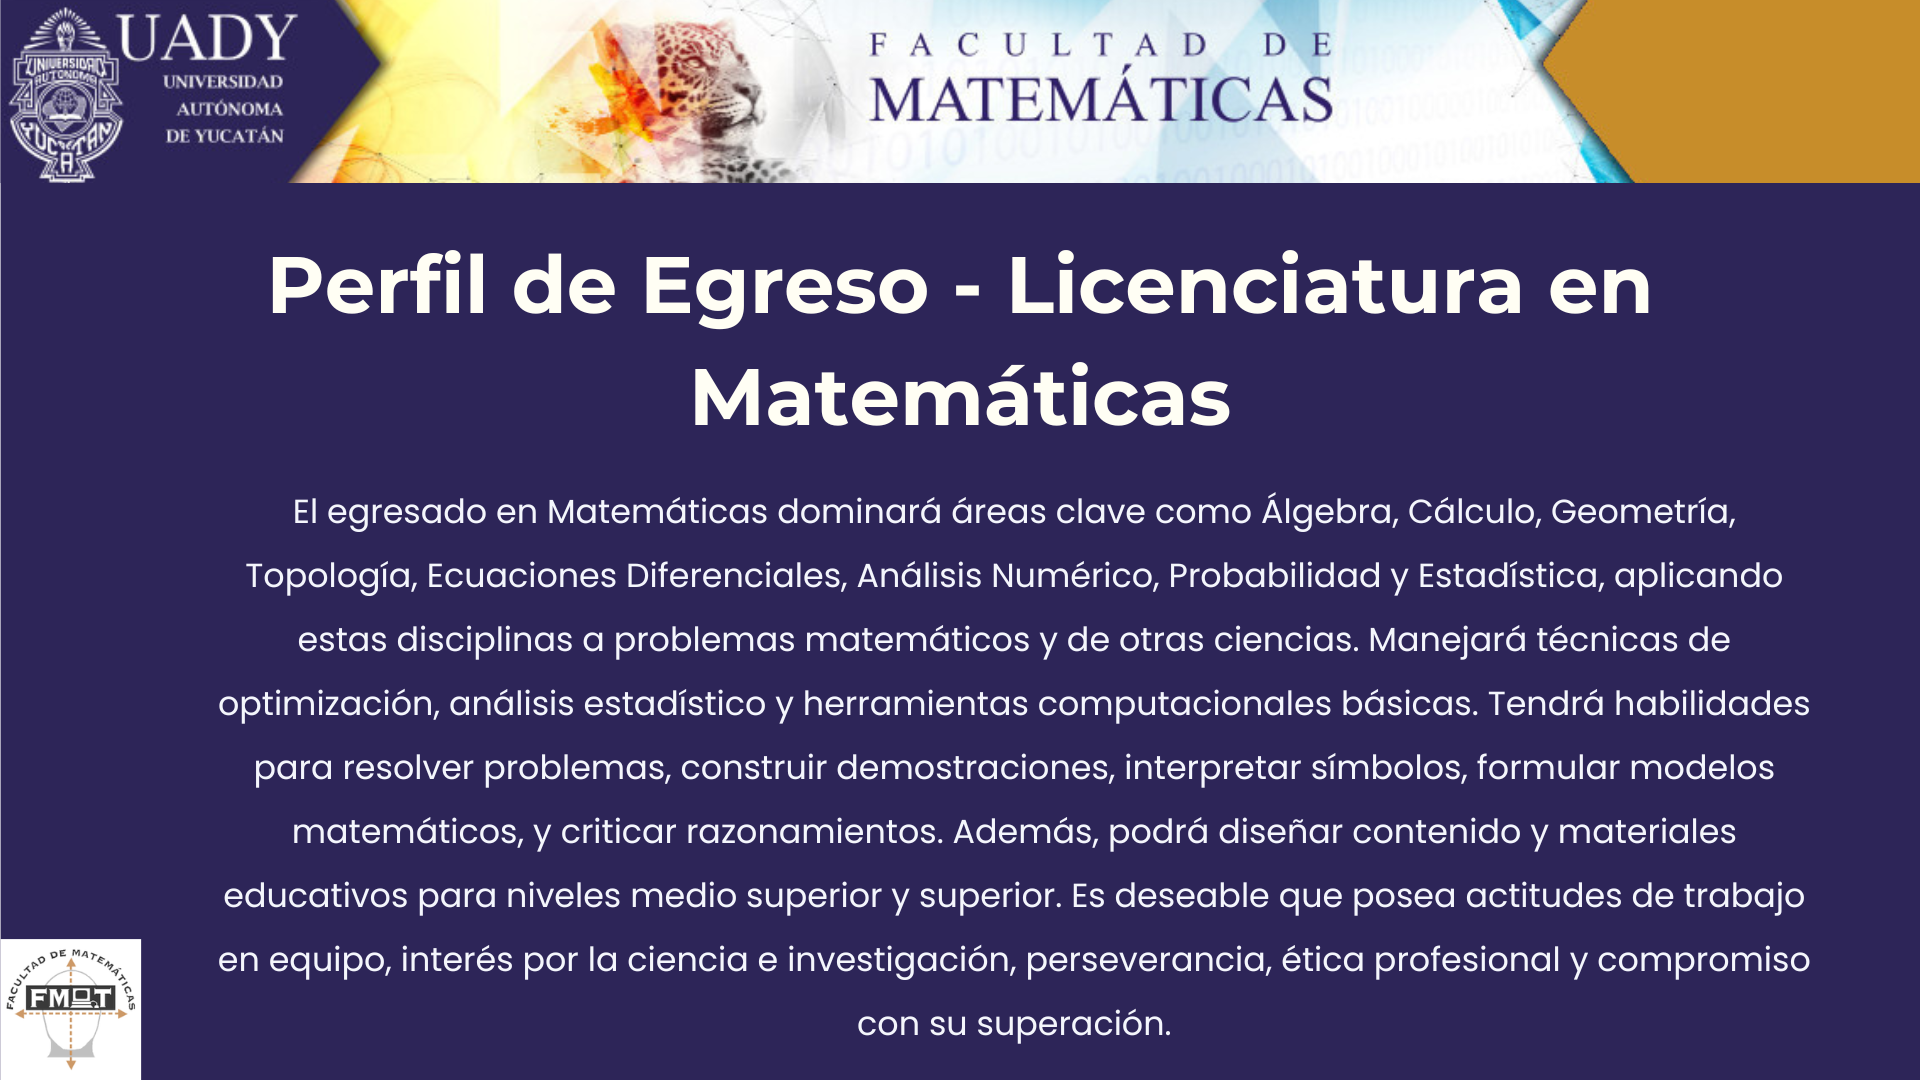 UADY
UNIVERSIDAD
AUTÓNOMA
DE YUCATÁN
UNIVERSIDAD
AUTÓNOMA
YUCATAN
FACULTAD DE
MATEMÁTICAS
Perfil de Egreso - Licenciatura en
Matemáticas
El egresado en Matemáticas dominará áreas clave como Álgebra, Cálculo, Geometría,
Topología, Ecuaciones Diferenciales, Análisis Numérico, Probabilidad y Estadística, aplicando
estas disciplinas a problemas matemáticos y de otras ciencias. Manejará técnicas de
optimización, análisis estadístico y herramientas computacionales básicas. Tendrá habilidades
para resolver problemas, construir demostraciones, interpretar símbolos, formular modelos
matemáticos, y criticar razonamientos. Además, podrá diseñar contenido y materiales
educativos para niveles medio superior y superior. Es deseable que posea actitudes de trabajo
en equipo, interés por la ciencia e investigación, perseverancia, ética profesional y compromiso
con su superación.
FACULTAD DE MATEMÁTICAS
FMAT